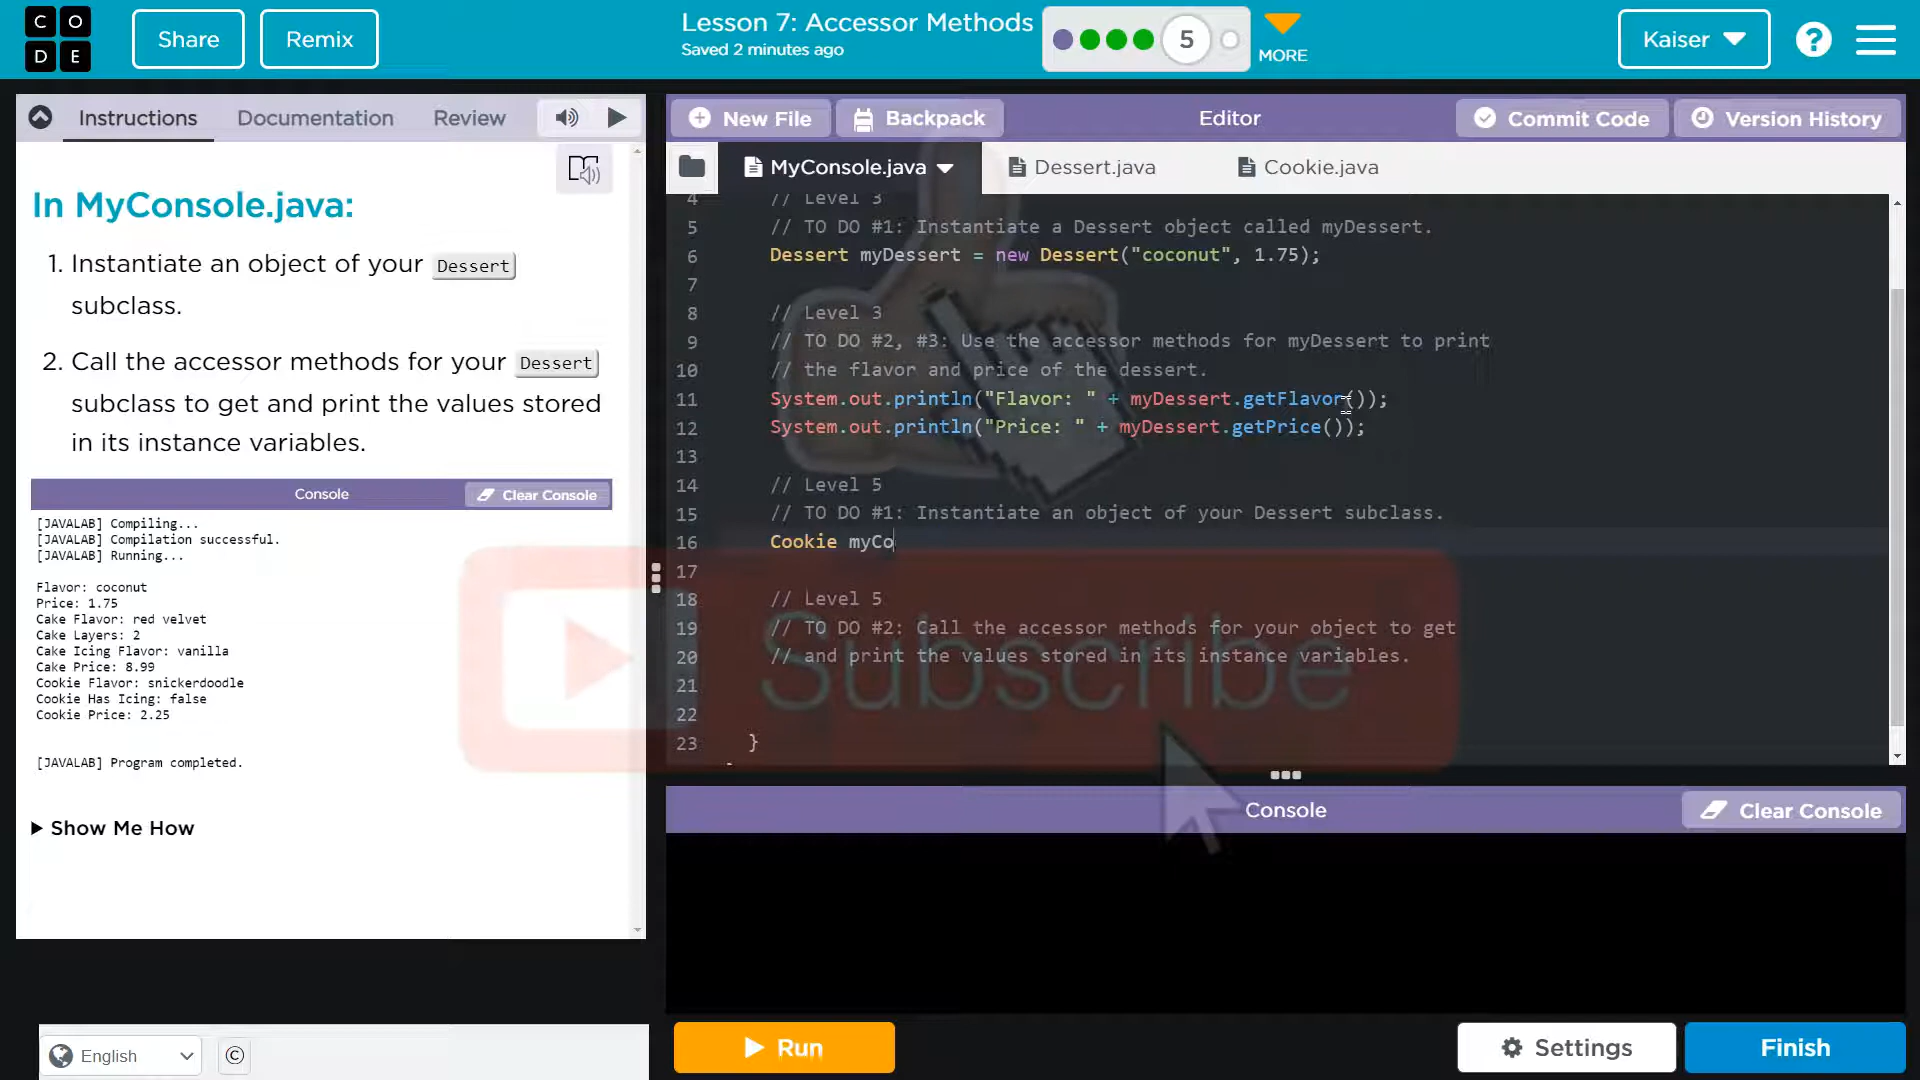 C O
D E
Share
Remix
Lesson 7: Accessor Methods
Saved 2 minutes ago
5
MORE
Kaiser
?
Instructions
Documentation
Review
New File
Backpack
Editor
Commit Code
Version History
MyConsole.java
Dessert.java
Cookie.java
In MyConsole.java:
1. Instantiate an object of your Dessert
subclass.
2. Call the accessor methods for your Dessert
subclass to get and print the values stored
in its instance variables.
Console
Clear Console
[JAVALAB] Compiling...
[JAVALAB] Compilation successful.
[JAVALAB] Running...
Flavor: coconut
Price: 1.75
Cake Flavor: red velvet
Cake Layers: 2
Cake Icing Flavor: vanilla
Cake Price: 8.99
Cookie Flavor: snickerdoodle
Cookie Has Icing: false
Cookie Price: 2.25
[JAVALAB] Program completed.
Show Me How
4 // Level 3
5 // TO DO #1: Instantiate a Dessert object called myDessert.
6 Dessert myDessert = new Dessert("coconut", 1.75);
7
8 // Level 3
9 // TO DO #2, #3: Use the accessor methods for myDessert to print
10 // the flavor and price of the dessert.
11 System.out.println("Flavor: " + myDessert.getFlavor());
12 System.out.println("Price: " + myDessert.getPrice());
13
14 // Level 5
15 // TO DO #1: Instantiate an object of your Dessert subclass.
16 Cookie myCo
17
18 // Level 5
19 // TO DO #2: Call the accessor methods for your object to get
20 // and print the values stored in its instance variables.
21
22
23 }
Subscribe
Console
Clear Console
English
©
Run
Settings
Finish